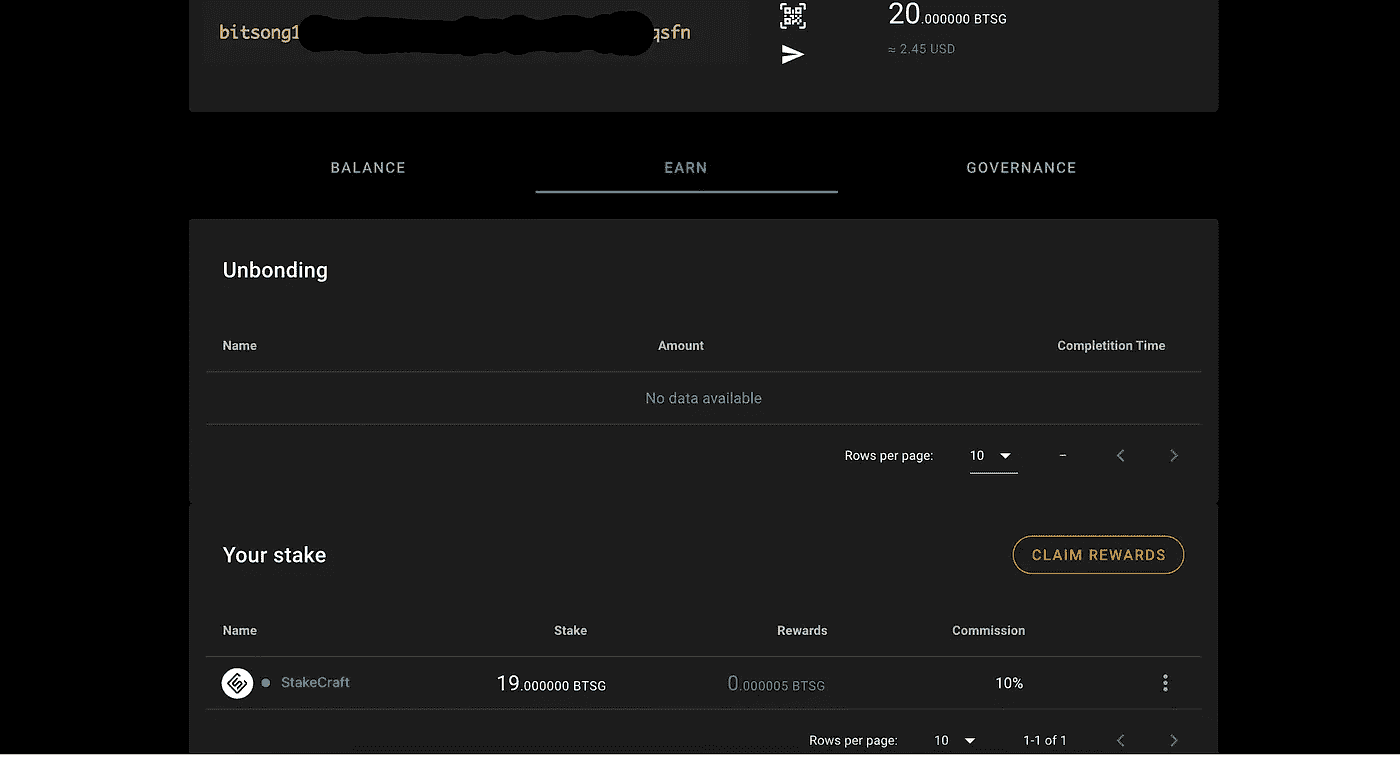 20.000000 BTSG
bitsong1 qsfn
≈ 2.45 USD
BALANCE EARN GOVERNANCE
Unbonding
Name Amount Completition Time
No data available
Rows per page: 10 –
Your stake CLAIM REWARDS
Name Stake Rewards Commission
StakeCraft 19.000000 BTSG 0.000005 BTSG 10%
Rows per page: 10 1-1 of 1